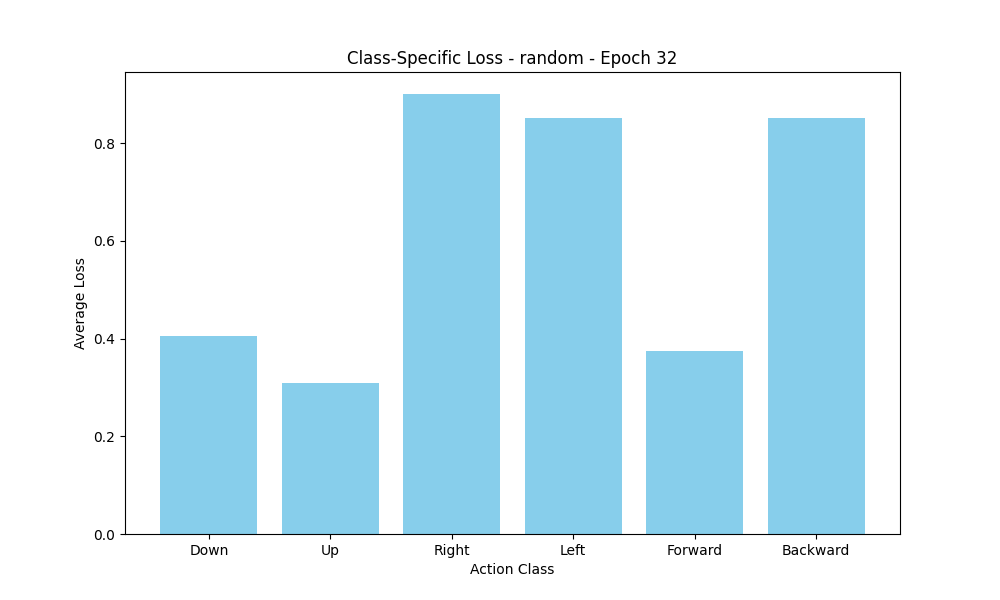 Class-Specific Loss - random - Epoch 32
Average Loss
0.8
0.6
0.4
0.2
0.0
Down Up Right Left Forward Backward
Action Class